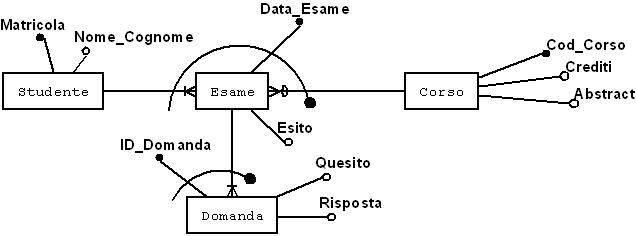 Data_Esame
Matricola
Nome_Cognome
Cod_Corso
Crediti
Studente
Esame
Corso
Abstract
Esito
ID_Domanda
Quesito
Risposta
Domanda